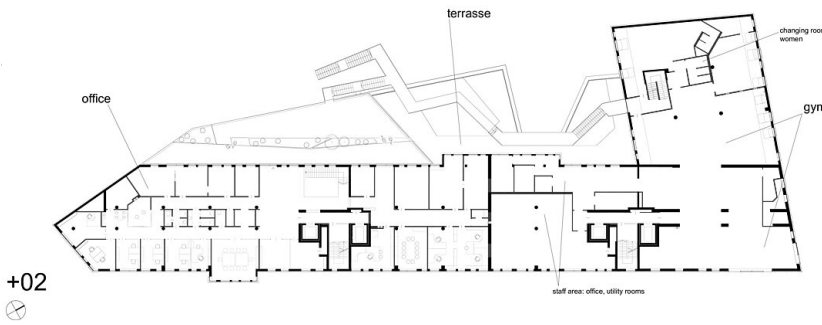 terrasse
changing room
women
office
gym
+02
staff area: office, utility rooms